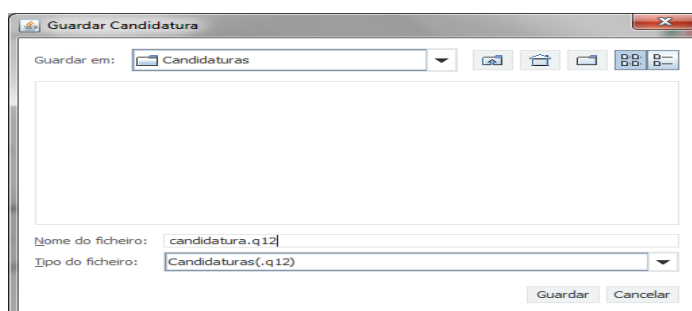 Guardar Candidatura
Guardar em: Candidaturas
Nome do ficheiro: candidatura.q12
Tipo do ficheiro: Candidaturas(.q12)
Guardar Cancelar